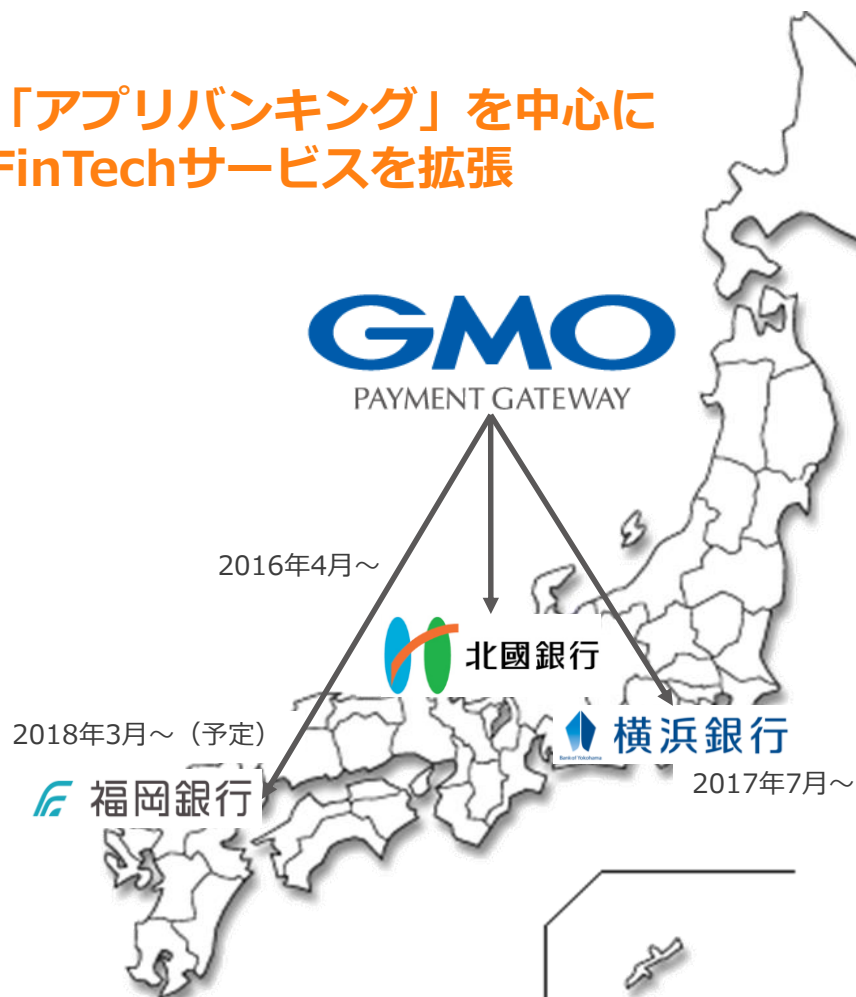 「アプリバンキング」を中心に
FinTechサービスを拡張
GMO
PAYMENT GATEWAY
2016年4月～
北國銀行
2018年3月～（予定）
福岡銀行
横浜銀行
Bank of Yokohama
2017年7月～